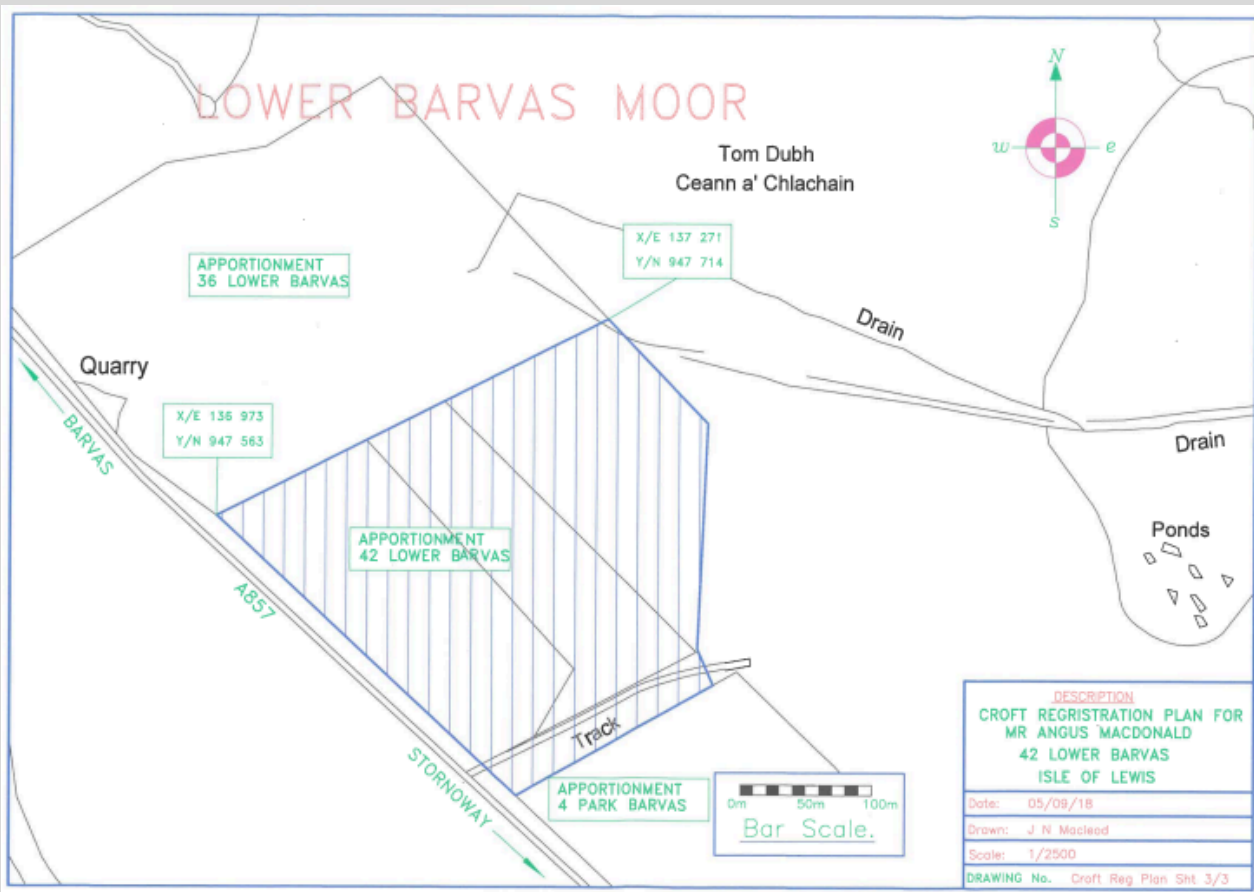 LOWER BARVAS MOOR
N
w
e
s
Tom Dubh
Ceann a' Chlachain
X/E 137 271
Y/N 947 714
APPORTIONMENT
36 LOWER BARVAS
Drain
Quarry
X/E 136 973
Y/N 947 563
BARVAS
Drain
Ponds
APPORTIONMENT
42 LOWER BARVAS
A857
Track
STORNOWAY
APPORTIONMENT
4 PARK BARVAS
0m 50m 100m
Bar Scale.
DESCRIPTION
CROFT REGRISTRATION PLAN FOR
MR ANGUS MACDONALD
42 LOWER BARVAS
ISLE OF LEWIS
Date: 05/09/18
Drawn: J N Macleod
Scale: 1/2500
DRAWING No. Croft Reg Plan Sht 3/3